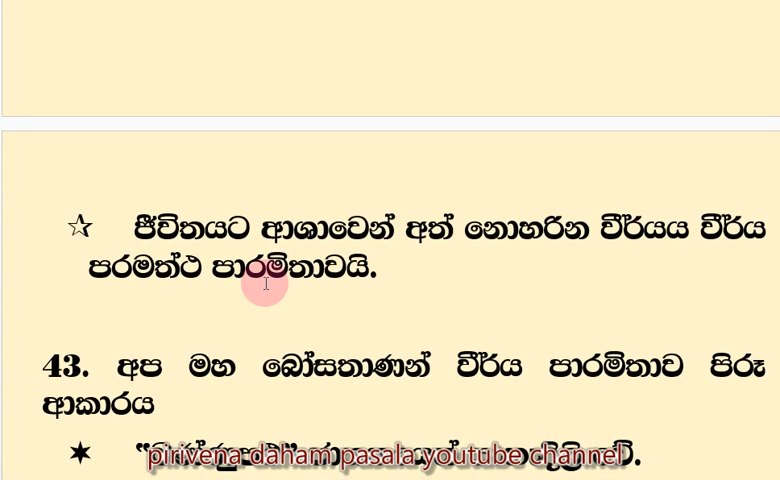 ☆ ජීවිතයට ආශාවෙන් අත් නොහරින වීර්යය වීර්ය
පරමත්ථ පාරමිතාවයි.
43. අප මහ බෝසතාණන් වීර්ය පාරමිතාව පිරූ
ආකාරය
pirivena daham pasala youtube channel